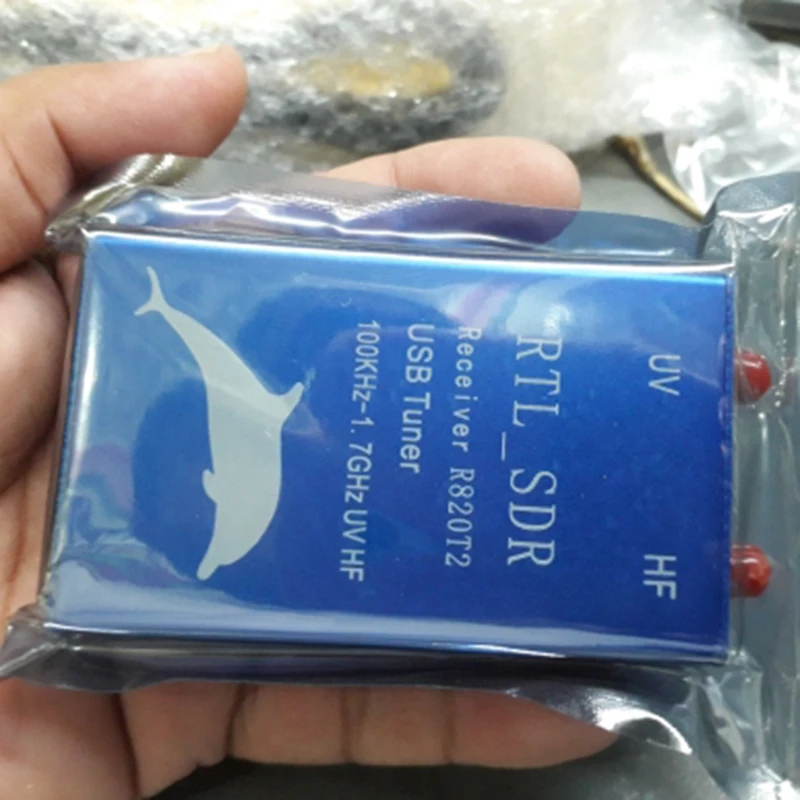 UV HF
RTL_SDR
Receiver R820T2
USB Tuner
100KHz-1.7GHz UV HF